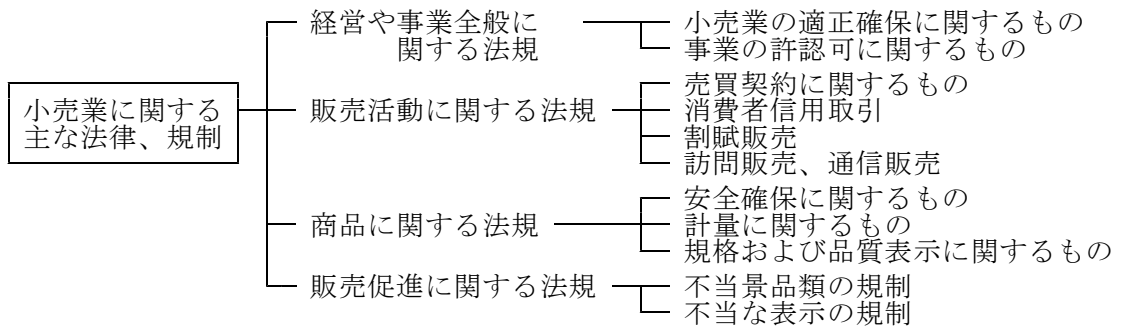 小売業に関する
主な法律、規制
経営や事業全般に
関する法規
小売業の適正確保に関するもの
事業の許認可に関するもの
販売活動に関する法規
売買契約に関するもの
消費者信用取引
割賦販売
訪問販売、通信販売
商品に関する法規
安全確保に関するもの
計量に関するもの
規格および品質表示に関するもの
販売促進に関する法規
不当景品類の規制
不当な表示の規制